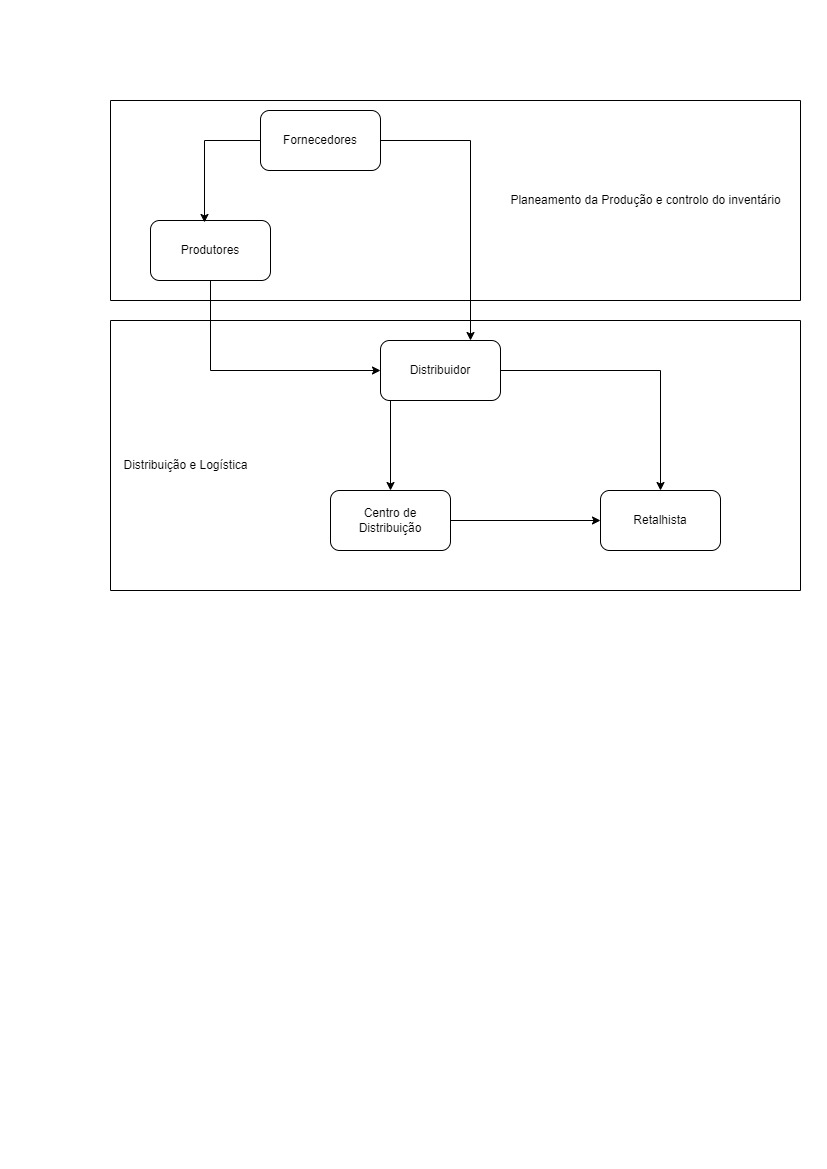 Fornecedores
Planeamento da Produção e controlo do inventário
Produtores
Distribuidor
Distribuição e Logística
Centro de
Distribuição
Retalhista